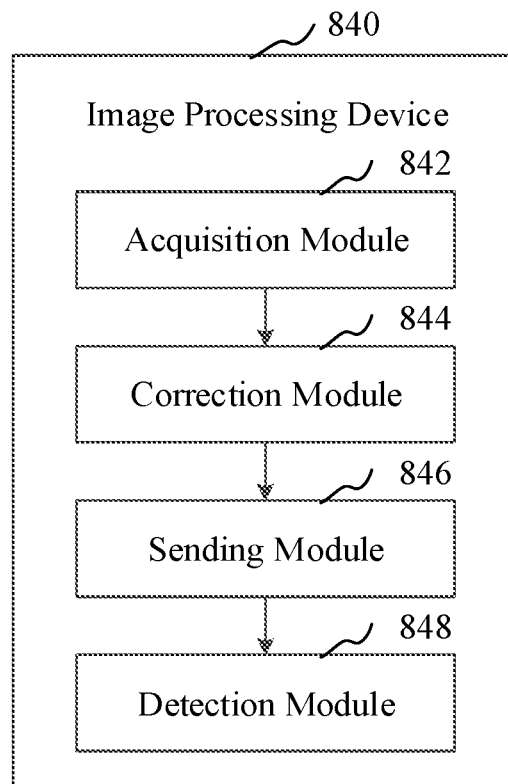 840
Image Processing Device
842
Acquisition Module
844
Correction Module
846
Sending Module
848
Detection Module